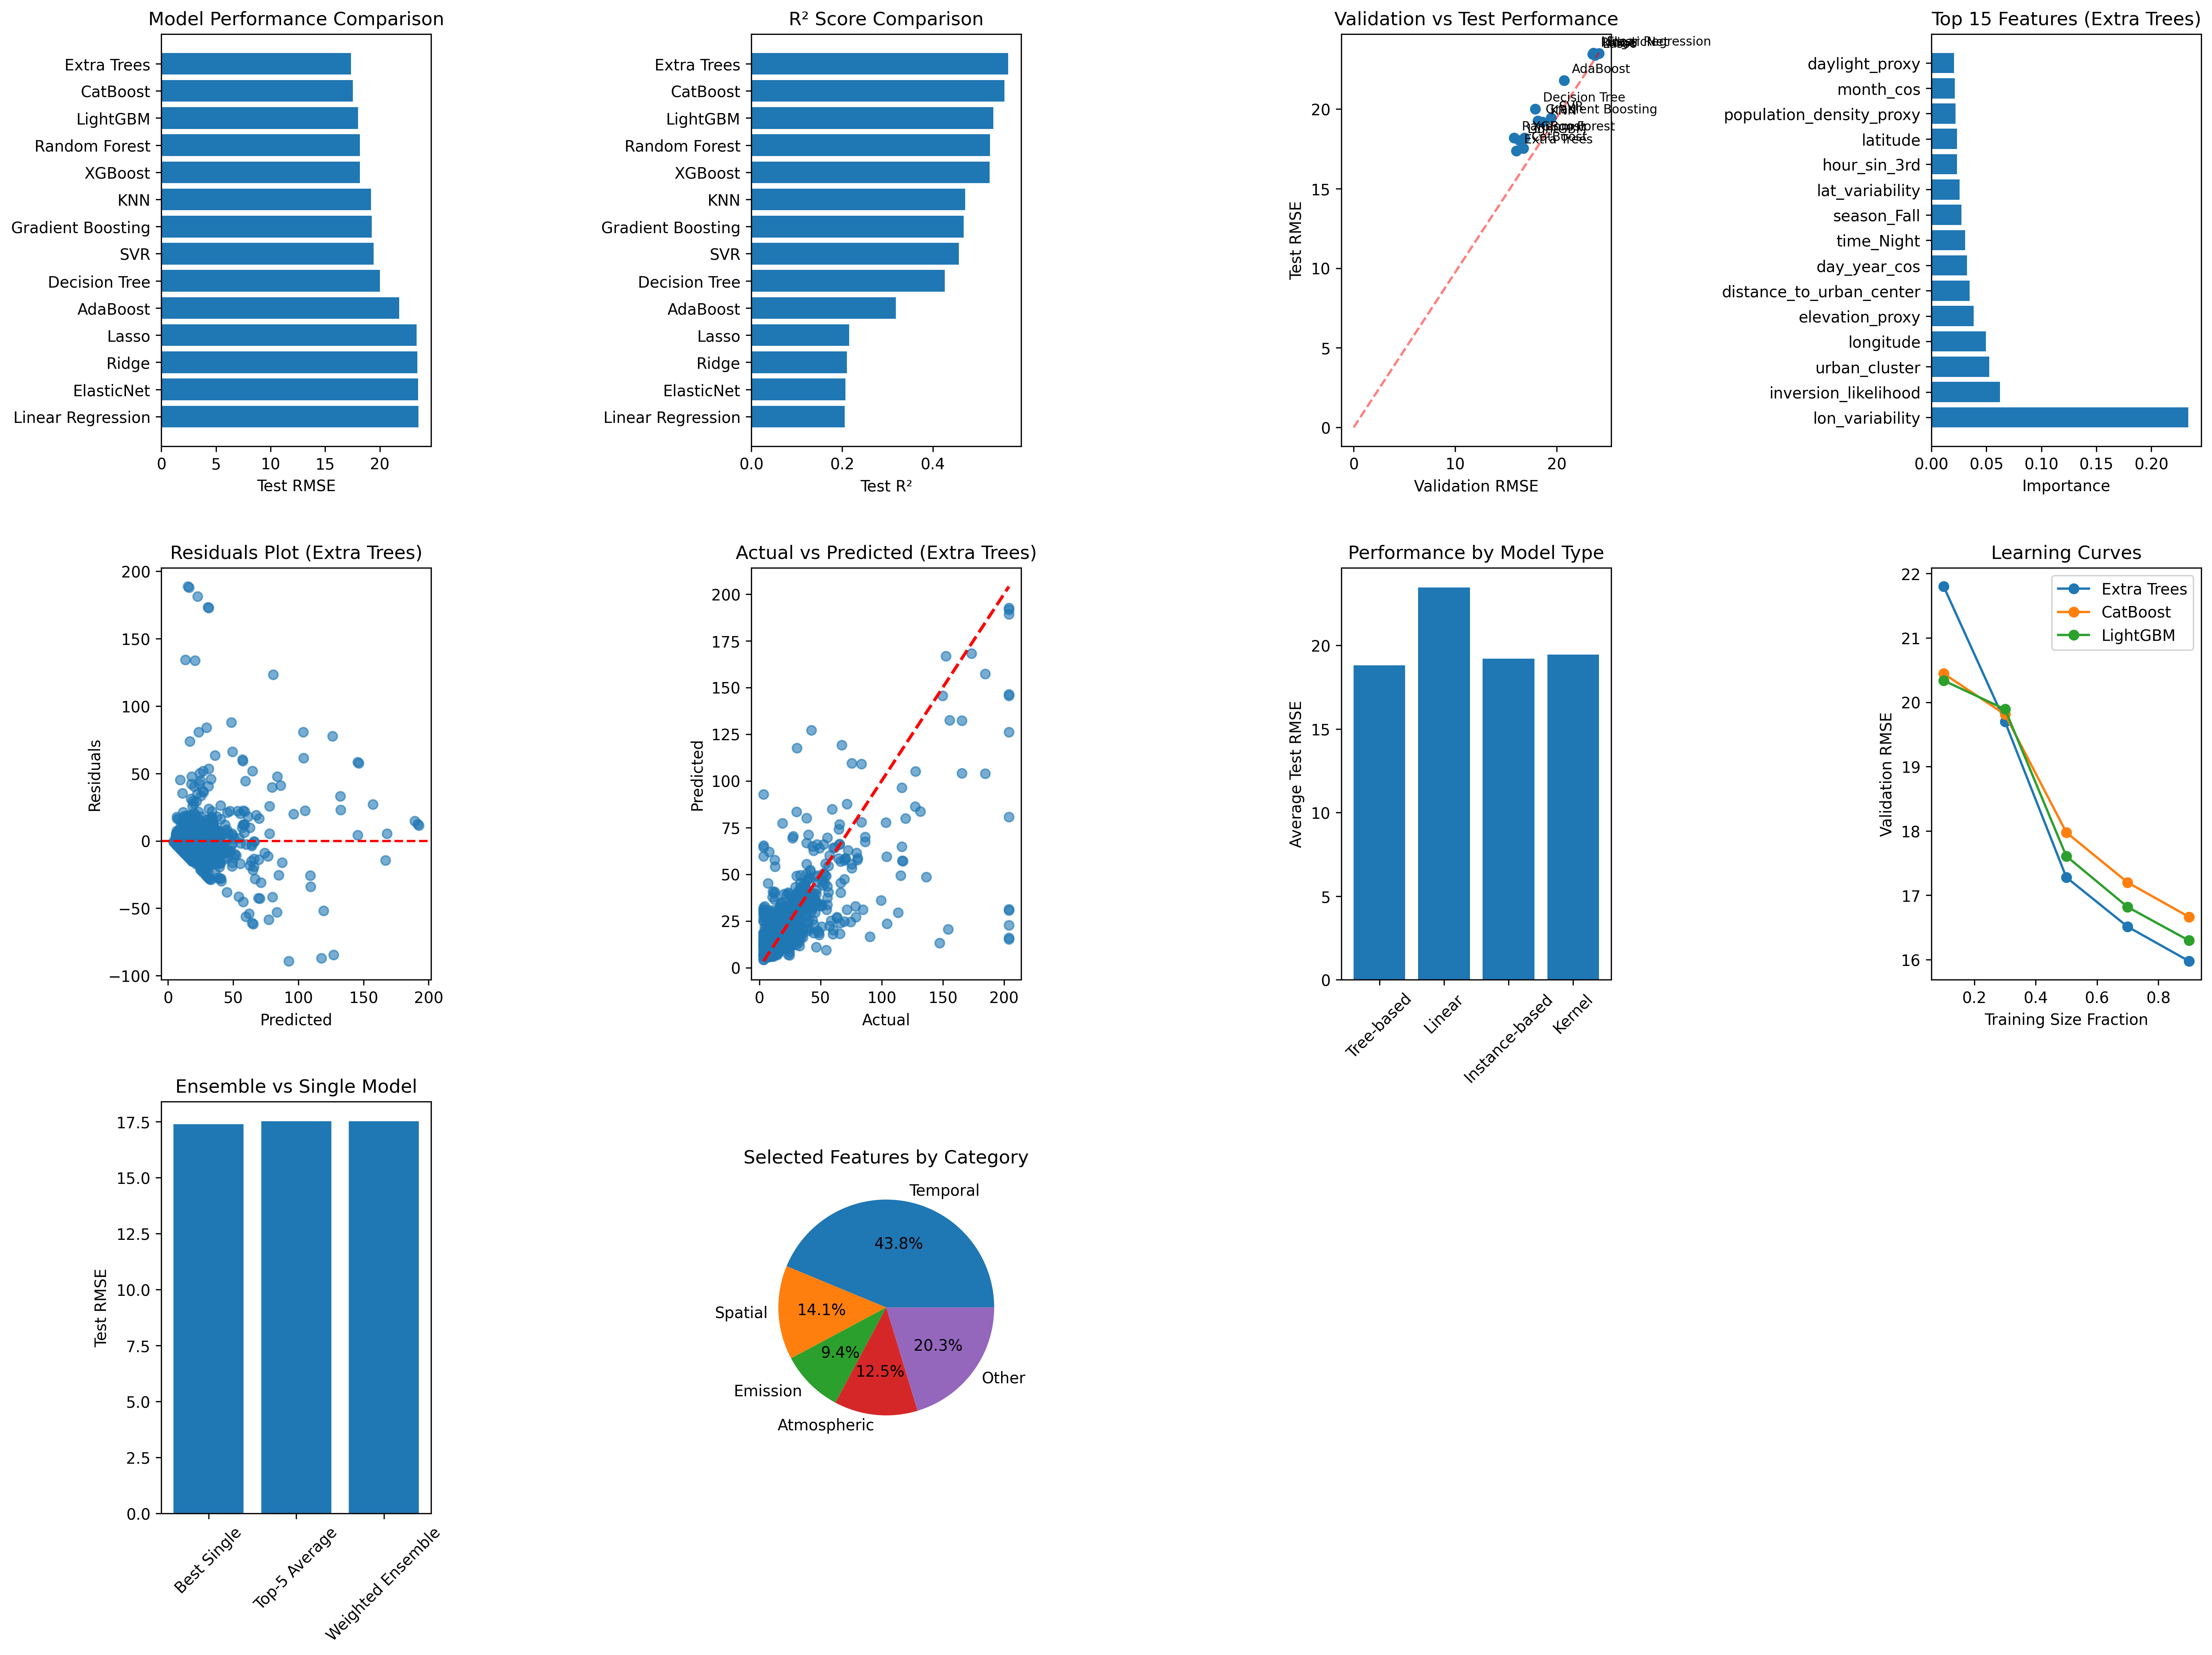 Model Performance Comparison
Extra Trees
CatBoost
LightGBM
Random Forest
XGBoost
KNN
Gradient Boosting
SVR
Decision Tree
AdaBoost
Lasso
Ridge
ElasticNet
Linear Regression
0 5 10 15 20
Test RMSE
R² Score Comparison
Extra Trees
CatBoost
LightGBM
Random Forest
XGBoost
KNN
Gradient Boosting
SVR
Decision Tree
AdaBoost
Lasso
Ridge
ElasticNet
Linear Regression
0.0 0.2 0.4
Test R²
Validation vs Test Performance
Linear Regression
AdaBoost
Decision Tree
SVR
Gradient Boosting
KNN
Random Forest
LightGBM
CatBoost
Extra Trees
20
15
10
5
0
Test RMSE
0 10 20
Validation RMSE
Top 15 Features (Extra Trees)
daylight_proxy
month_cos
population_density_proxy
latitude
hour_sin_3rd
lat_variability
season_Fall
time_Night
day_year_cos
distance_to_urban_center
elevation_proxy
longitude
urban_cluster
inversion_likelihood
lon_variability
0.00 0.05 0.10 0.15 0.20
Importance
Residuals Plot (Extra Trees)
200
150
100
50
0
−50
−100
Residuals
0 50 100 150 200
Predicted
Actual vs Predicted (Extra Trees)
200
175
150
125
100
75
50
25
0
Predicted
0 50 100 150 200
Actual
Performance by Model Type
20
15
10
5
0
Average Test RMSE
Tree-based
Linear
Instance-based
Kernel
Learning Curves
Extra Trees
CatBoost
LightGBM
22
21
20
19
18
17
16
Validation RMSE
0.2 0.4 0.6 0.8
Training Size Fraction
Ensemble vs Single Model
17.5
15.0
12.5
10.0
7.5
5.0
2.5
0.0
Test RMSE
Best Single
Top-5 Average
Weighted Ensemble
Selected Features by Category
Temporal
43.8%
Spatial
14.1%
9.4%
Emission
12.5%
Atmospheric
20.3%
Other